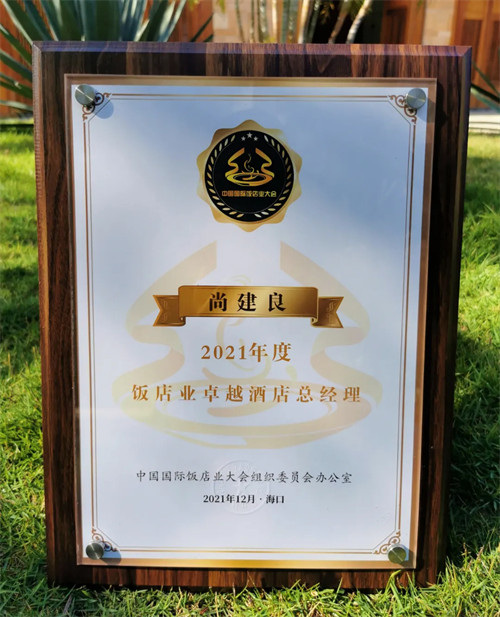 中国国际饭店业大会
尚建良
2021年度
饭店业卓越酒店总经理
中国国际饭店业大会组织委员会办公室
2021年12月·海口